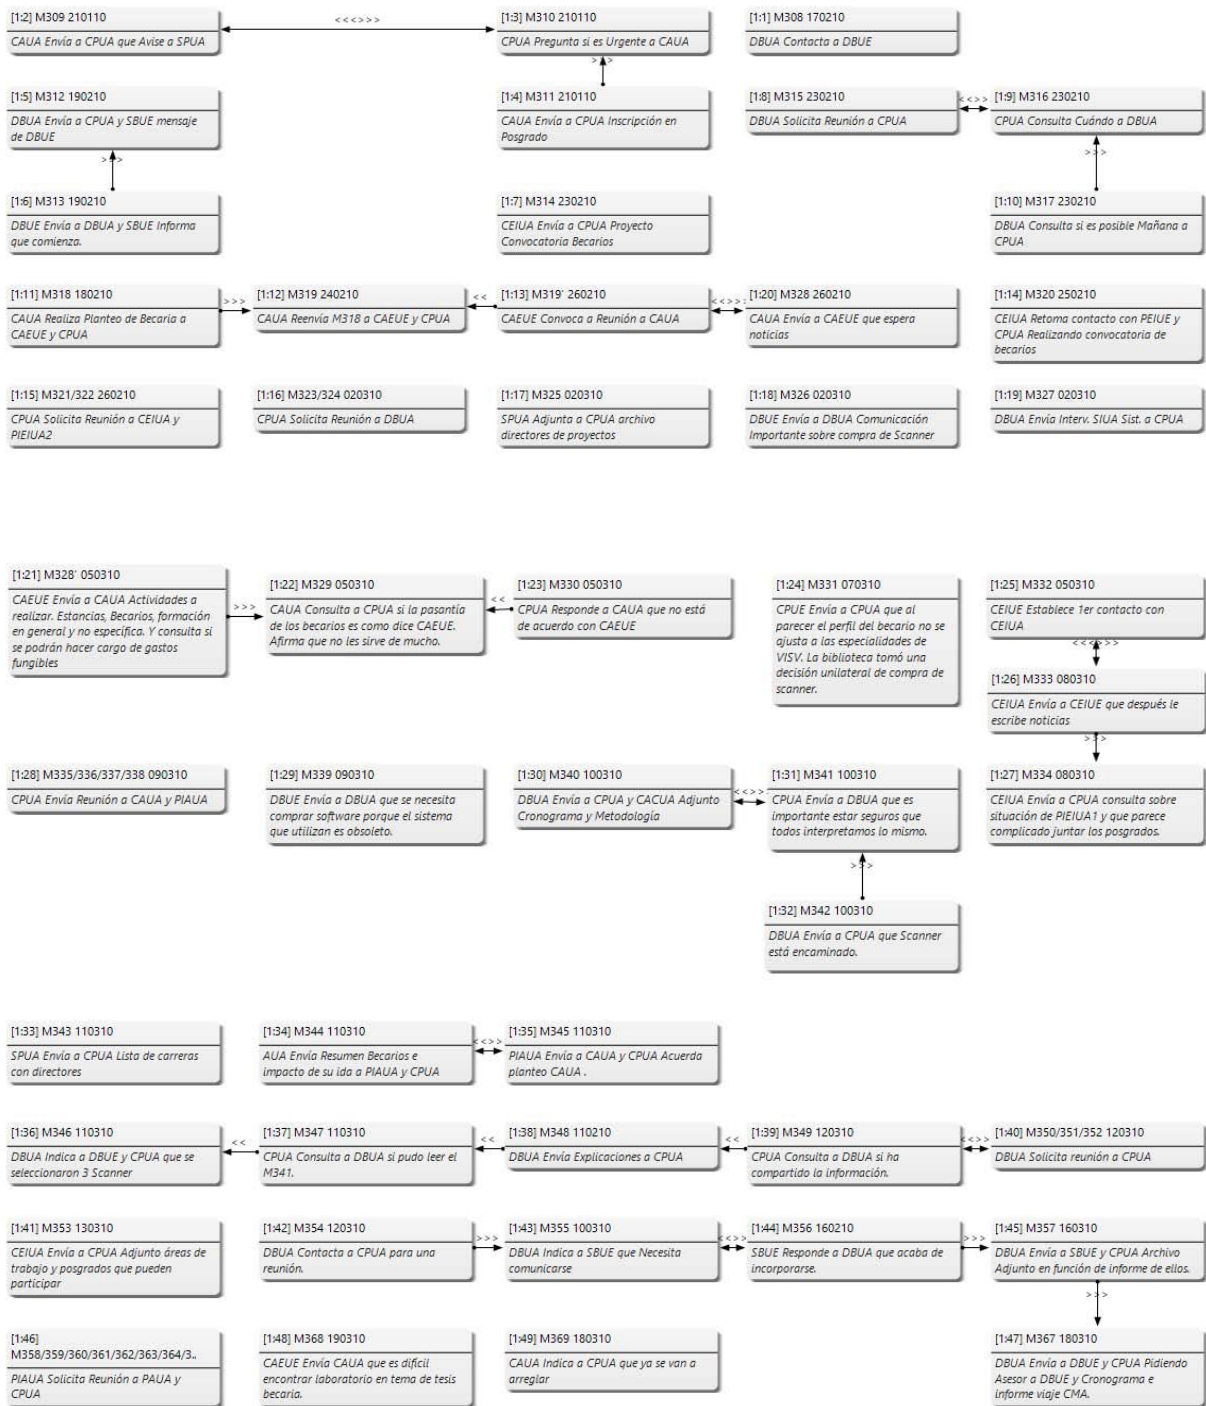 [1:2] M309 210110
CAUA Envía a CPUA que Avise a SPUA
<<<>>>
[1:3] M310 210110
CPUA Pregunta si es Urgente a CAUA
[1:1] M308 170210
DBUA Contacta a DBUE
>>>
[1:5] M312 190210
DBUA Envía a CPUA y SBUE mensaje
de DBUE
[1:4] M311 210110
CAUA Envía a CPUA Inscripción en
Posgrado
[1:8] M315 230210
DBUA Solicita Reunión a CPUA
<<>>
[1:9] M316 230210
CPUA Consulta Cuándo a DBUA
>>>
>>>
[1:6] M313 190210
DBUE Envía a DBUA y SBUE Informa
que comienza.
[1:7] M314 230210
CEIUA Envía a CPUA Proyecto
Convocatoria Becarios
[1:10] M317 230210
DBUA Consulta si es posible Mañana a
CPUA
[1:11] M318 180210
CAUA Realiza Planteo de Becaria a
CAEUE y CPUA
>>>
[1:12] M319 240210
CAUA Reenvía M318 a CAEUE y CPUA
<<
[1:13] M319' 260210
CAEUE Convoca a Reunión a CAUA
<<>>
[1:20] M328 260210
CAUA Envía a CAEUE que espera
noticias
[1:14] M320 250210
CEIUA Retoma contacto con PEIUE y
CPUA Realizando convocatoria de
becarios
[1:15] M321/322 260210
CPUA Solicita Reunión a CEIUA y
PIEIUA2
[1:16] M323/324 020310
CPUA Solicita Reunión a DBUA
[1:17] M325 020310
SPUA Adjunta a CPUA archivo
directores de proyectos
[1:18] M326 020310
DBUE Envía a DBUA Comunicación
Importante sobre compra de Scanner
[1:19] M327 020310
DBUA Envía Interv. SIUA Sist. a CPUA
[1:21] M328' 050310
CAEUE Envía a CAUA Actividades a
realizar. Estancias, Becarios, formación
en general y no específica. Y consulta si
se podrán hacer cargo de gastos
fungibles
>>>
[1:22] M329 050310
CAUA Consulta a CPUA si la pasantía
de los becarios es como dice CAEUE.
Afirma que no les sirve de mucho.
<<
[1:23] M330 050310
CPUA Responde a CAUA que no está
de acuerdo con CAEUE
[1:24] M331 070310
CPUE Envía a CPUA que al
parecer el perfil del becario no se
ajusta a las especialidades de
VISV. La biblioteca tomó una
decisión unilateral de compra de
scanner.
[1:25] M332 050310
CEIUE Establece 1er contacto con
CEIUA
<<<>>>
[1:26] M333 080310
CEIUA Envía a CEIUE que después le
escribe noticias
>>>
[1:28] M335/336/337/338 090310
CPUA Envía Reunión a CAUA y PIAUA
[1:29] M339 090310
DBUE Envía a DBUA que se necesita
comprar software porque el sistema
que utilizan es obsoleto.
[1:30] M340 100310
DBUA Envía a CPUA y CACUA Adjunto
Cronograma y Metodología
<<>>
[1:31] M341 100310
CPUA Envía a DBUA que es
importante estar seguros que
todos interpretamos lo mismo.
[1:27] M334 080310
CEIUA Envía a CPUA consulta sobre
situación de PIEIUA1 y que parece
complicado juntar los posgrados.
>>>
[1:32] M342 100310
DBUA Envía a CPUA que Scanner
está encaminado.
[1:33] M343 110310
SPUA Envía a CPUA Lista de carreras
con directores
[1:34] M344 110310
AUA Envía Resumen Becarios e
impacto de su ida a PIAUA y CPUA
<<>>
[1:35] M345 110310
PIAUA Envía a CAUA y CPUA Acuerda
planteo CAUA .
[1:36] M346 110310
DBUA Indica a DBUE y CPUA que se
seleccionaron 3 Scanner
<<
[1:37] M347 110310
CPUA Consulta a DBUA si pudo leer el
M341.
<<
[1:38] M348 110210
DBUA Envía Explicaciones a CPUA
<<
[1:39] M349 120310
CPUA Consulta a DBUA si ha
compartido la información.
<<>>
[1:40] M350/351/352 120310
DBUA Solicita reunión a CPUA
[1:41] M353 130310
CEIUA Envía a CPUA Adjunto áreas de
trabajo y posgrados que pueden
participar
[1:42] M354 120310
DBUA Contacta a CPUA para una
reunión.
>>>
[1:43] M355 100310
DBUA Indica a SBUE que Necesita
comunicarse
<<>>
[1:44] M356 160210
SBUE Responde a DBUA que acaba de
incorporarse.
>>>
[1:45] M357 160310
DBUA Envía a SBUE y CPUA Archivo
Adjunto en función de informe de ellos.
>>>
[1:46]
M358/359/360/361/362/363/364/3..
PIAUA Solicita Reunión a PAUA y
CPUA
[1:48] M368 190310
CAEUE Envía CAUA que es difícil
encontrar laboratorio en tema de tesis
becaria.
[1:49] M369 180310
CAUA Indica a CPUA que ya se van a
arreglar
[1:47] M367 180310
DBUA Envía a DBUE y CPUA Pidiendo
Asesor a DBUE y Cronograma e
informe viaje CMA.